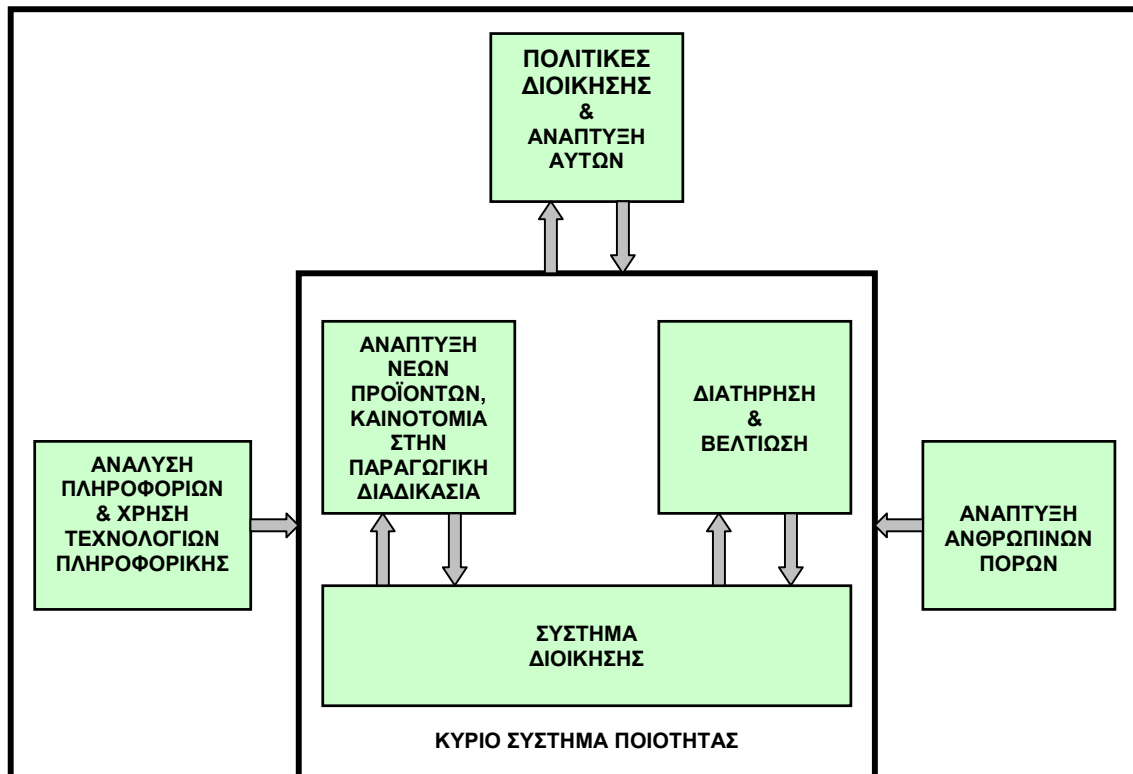 ΠΟΛΙΤΙΚΕΣ
ΔΙΟΙΚΗΣΗΣ
&
ΑΝΑΠΤΥΞΗ
ΑΥΤΩΝ
ΑΝΑΠΤΥΞΗ
ΝΕΩΝ
ΠΡΟΪΟΝΤΩΝ,
ΚΑΙΝΟΤΟΜΙΑ
ΣΤΗΝ
ΠΑΡΑΓΩΓΙΚΗ
ΔΙΑΔΙΚΑΣΙΑ
ΔΙΑΤΗΡΗΣΗ
&
ΒΕΛΤΙΩΣΗ
ΑΝΑΛΥΣΗ
ΠΛΗΡΟΦΟΡΙΩΝ
& ΧΡΗΣΗ
ΤΕΧΝΟΛΟΓΙΩΝ
ΠΛΗΡΟΦΟΡΙΚΗΣ
ΑΝΑΠΤΥΞΗ
ΑΝΘΡΩΠΙΝΩΝ
ΠΟΡΩΝ
ΣΥΣΤΗΜΑ
ΔΙΟΙΚΗΣΗΣ
ΚΥΡΙΟ ΣΥΣΤΗΜΑ ΠΟΙΟΤΗΤΑΣ